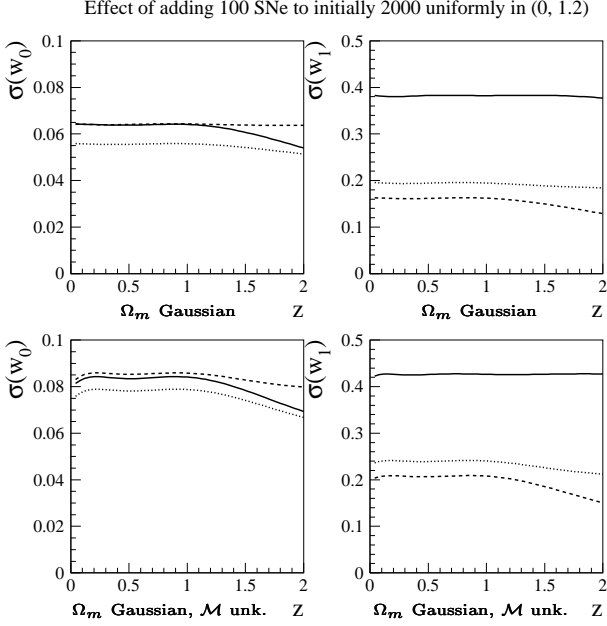 Effect of adding 100 SNe to initially 2000 uniformly in (0, 1.2)
σ(w₀)
0.1
0.08
0.06
0.04
0.02
0
0 0.5 1 1.5 2
Ωₘ Gaussian Z
σ(w₁)
0.5
0.4
0.3
0.2
0.1
0
0 0.5 1 1.5 2
Ωₘ Gaussian Z
σ(w₀)
0.1
0.08
0.06
0.04
0.02
0
0 0.5 1 1.5 2
Ωₘ Gaussian, ℳ unk. Z
σ(w₁)
0.5
0.4
0.3
0.2
0.1
0
0 0.5 1 1.5 2
Ωₘ Gaussian, ℳ unk. Z